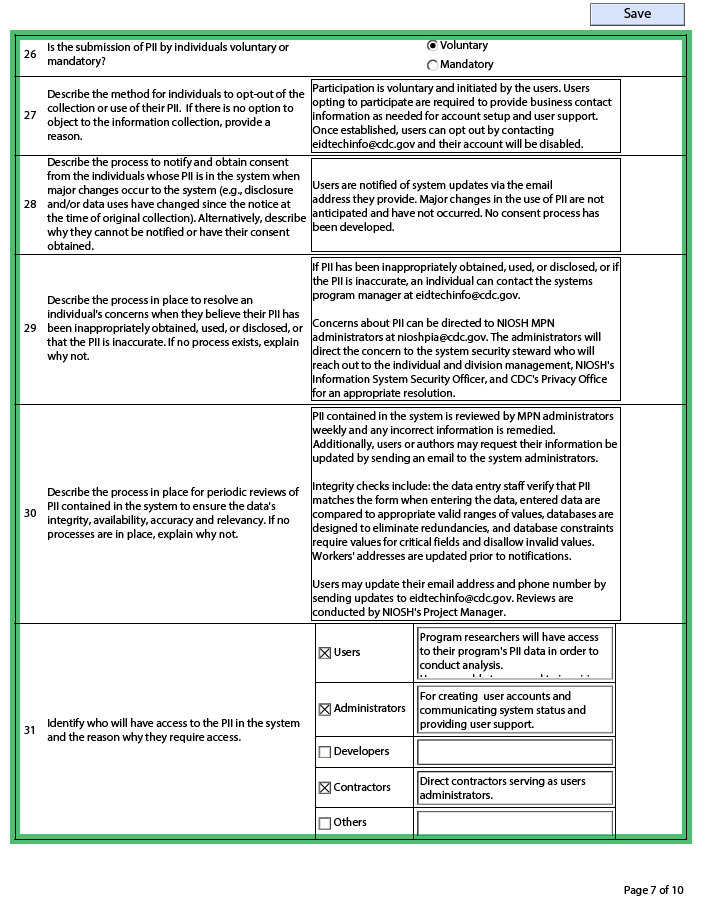 Save
26
Is the submission of PII by individuals voluntary or
mandatory?
Voluntary
Mandatory
27
Describe the method for individuals to opt-out of the
collection or use of their PII.  If there is no option to
object to the information collection, provide a
reason.
Participation is voluntary and initiated by the users. Users
opting to participate are required to provide business contact
information as needed for account setup and user support.
Once established, users can opt out by contacting
eidtechinfo@cdc.gov and their account will be disabled.
28
Describe the process to notify and obtain consent
from the individuals whose PII is in the system when
major changes occur to the system (e.g., disclosure
and/or data uses have changed since the notice at
the time of original collection). Alternatively, describe
why they cannot be notified or have their consent
obtained.
Users are notified of system updates via the email
address they provide. Major changes in the use of PII are not
anticipated and have not occurred. No consent process has
been developed.
29
Describe the process in place to resolve an
individual's concerns when they believe their PII has
been inappropriately obtained, used, or disclosed, or
that the PII is inaccurate. If no process exists, explain
why not.
If PII has been inappropriately obtained, used, or disclosed, or if
the PII is inaccurate, an individual can contact the systems
program manager at eidtechinfo@cdc.gov.
Concerns about PII can be directed to NIOSH MPN
administrators at nioshpia@cdc.gov. The administrators will
direct the concern to the system security steward who will
reach out to the individual and division management, NIOSH's
Information System Security Officer, and CDC's Privacy Office
for an appropriate resolution.
30
Describe the process in place for periodic reviews of
PII contained in the system to ensure the data's
integrity, availability, accuracy and relevancy. If no
processes are in place, explain why not.
PII contained in the system is reviewed by MPN administrators
weekly and any incorrect information is remedied.
Additionally, users or authors may request their information be
updated by sending an email to the system administrators.
Integrity checks include: the data entry staff verify that PII
matches the form when entering the data, entered data are
compared to appropriate valid ranges of values, databases are
designed to eliminate redundancies, and database constraints
require values for critical fields and disallow invalid values.
Workers' addresses are updated prior to notifications.
Users may update their email address and phone number by
sending updates to eidtechinfo@cdc.gov. Reviews are
conducted by NIOSH's Project Manager.
31
Identify who will have access to the PII in the system
and the reason why they require access.
Users
Program researchers will have access
to their program's PII data in order to
conduct analysis.
Administrators
For creating  user accounts and
communicating system status and
providing user support.
Developers
Contractors
Direct contractors serving as users
administrators.
Others
Page 7 of 10